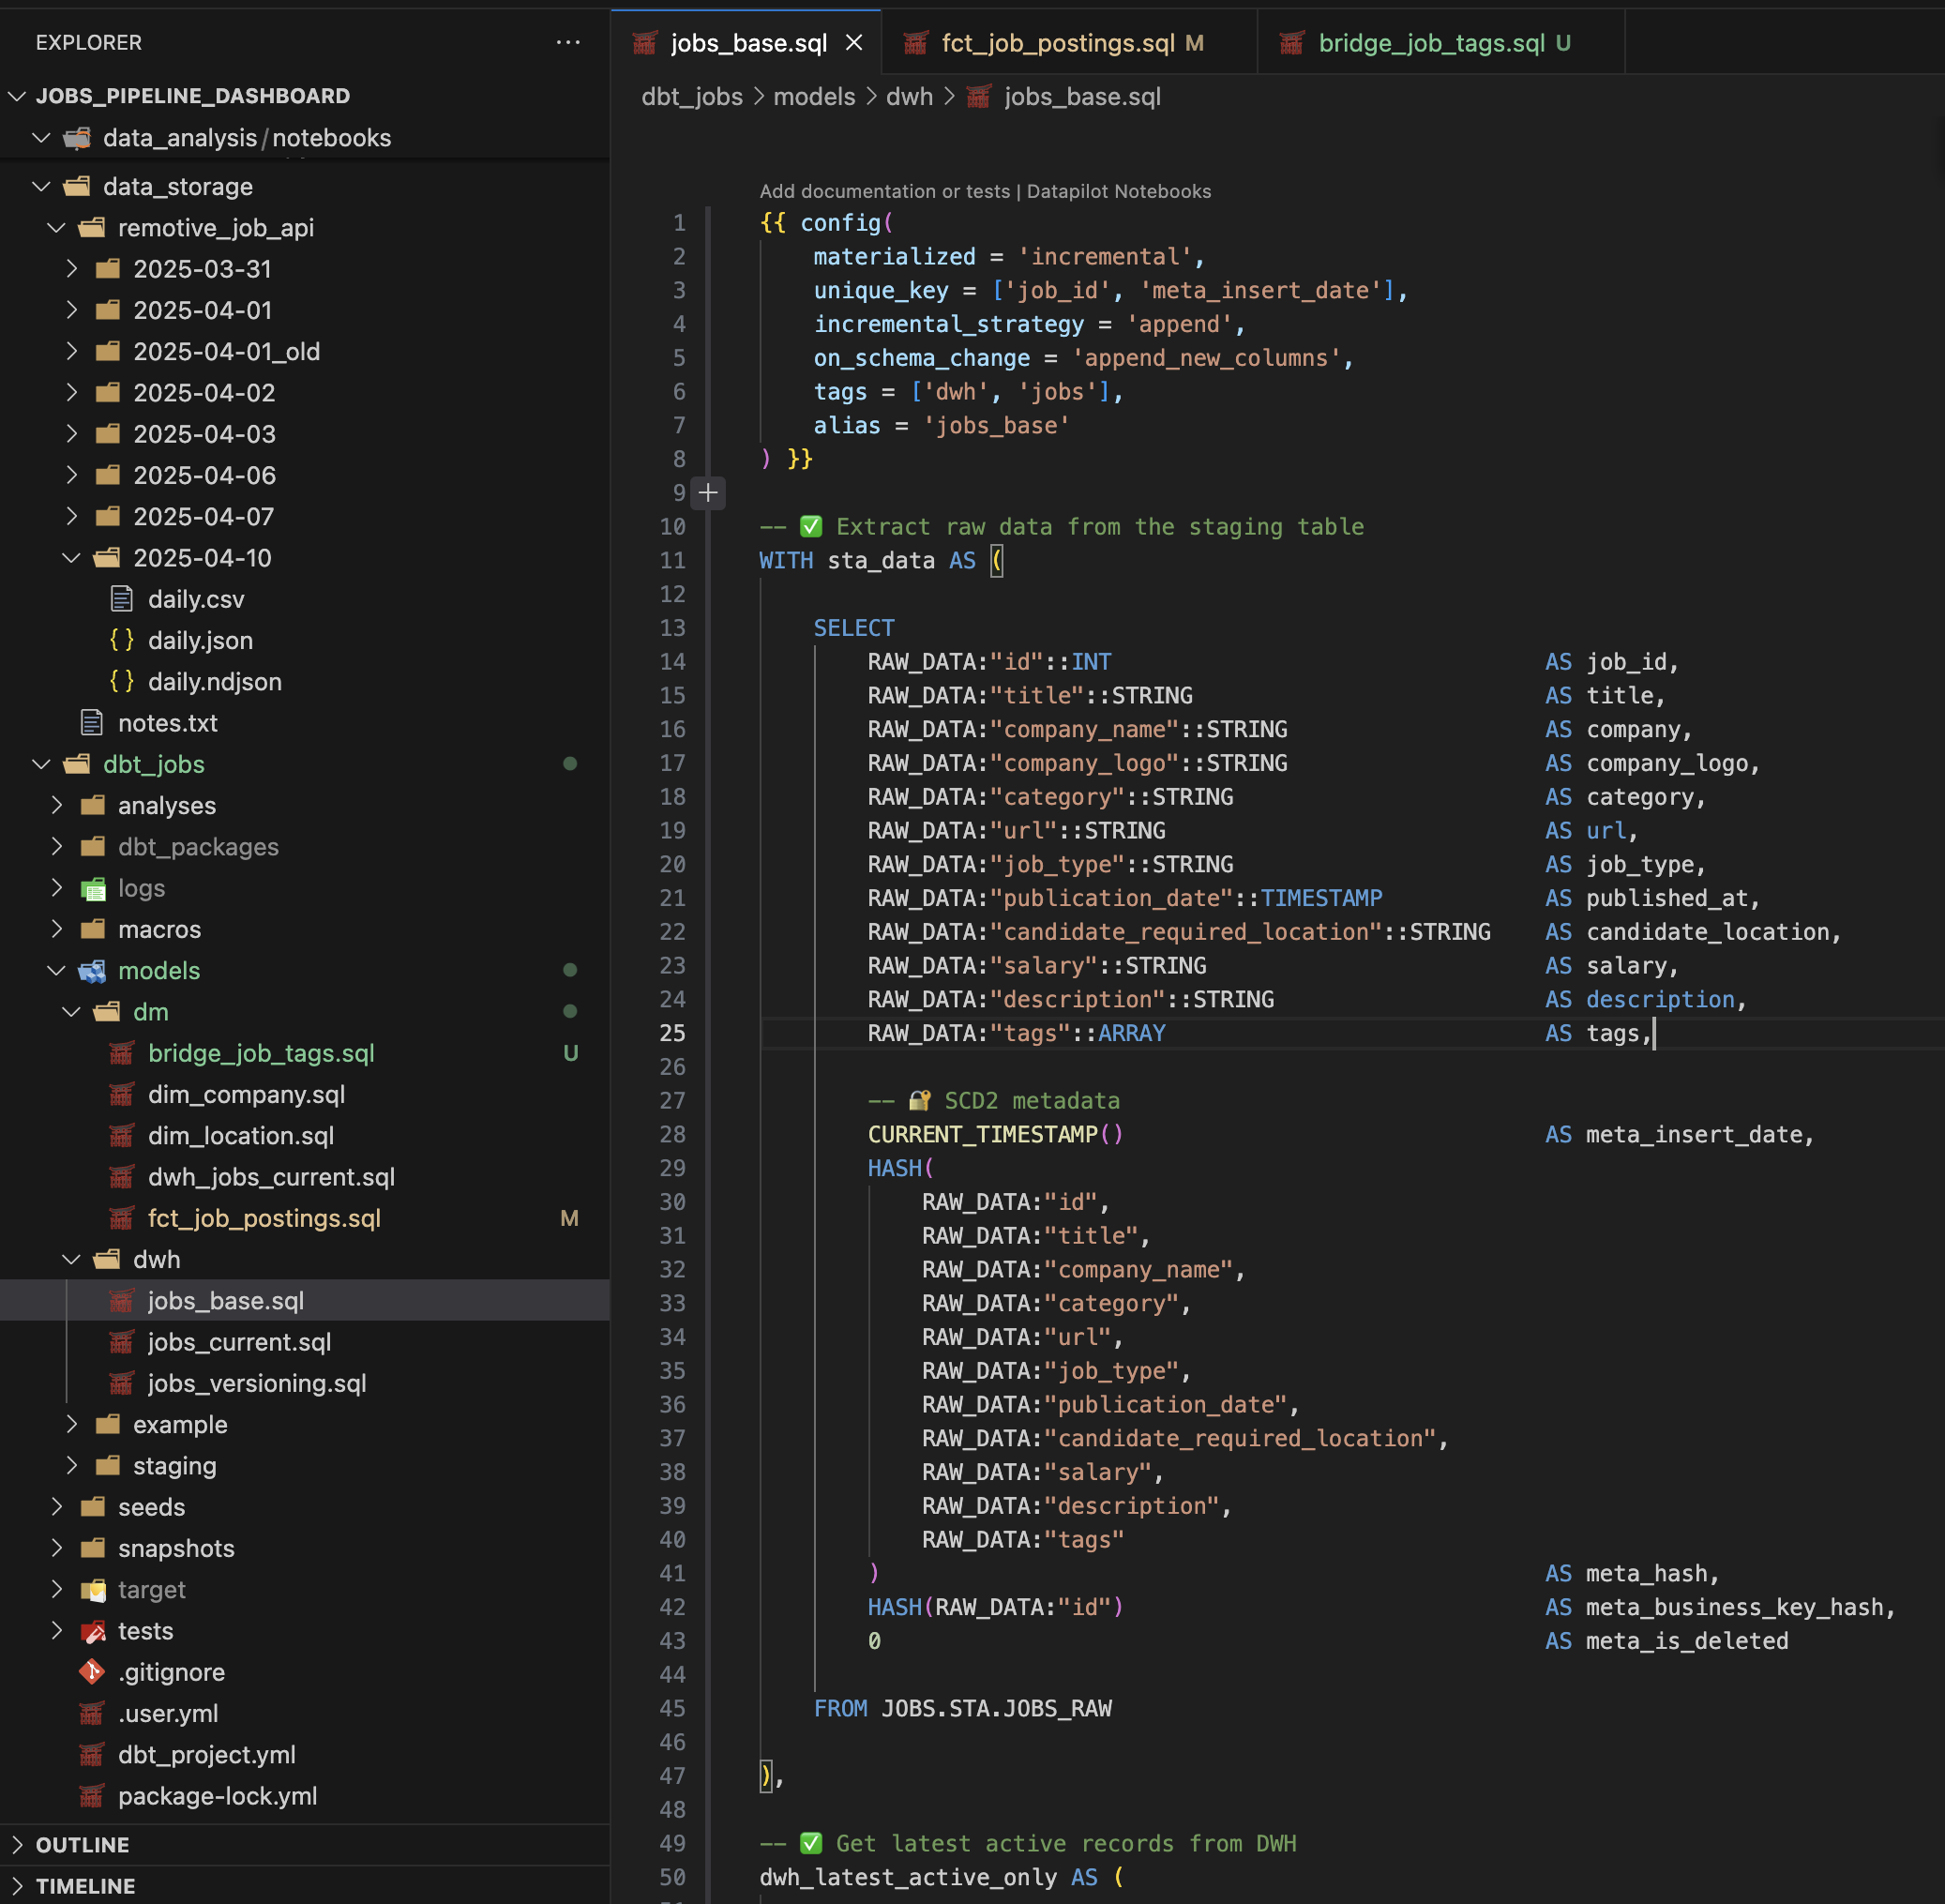 EXPLORER
JOBS_PIPELINE_DASHBOARD
data_analysis/notebooks
data_storage
remotive_job_api
2025-03-31
2025-04-01
2025-04-01_old
2025-04-02
2025-04-03
2025-04-06
2025-04-07
2025-04-10
daily.csv
daily.json
daily.ndjson
notes.txt
dbt_jobs
analyses
dbt_packages
logs
macros
models
dm
bridge_job_tags.sql U
dim_company.sql
dim_location.sql
dwh_jobs_current.sql
fct_job_postings.sql M
dwh
jobs_base.sql
jobs_current.sql
jobs_versioning.sql
example
staging
seeds
snapshots
target
tests
.gitignore
.user.yml
dbt_project.yml
package-lock.yml
OUTLINE
TIMELINE
jobs_base.sql fct_job_postings.sql M bridge_job_tags.sql U
dbt_jobs > models > dwh > jobs_base.sql
Add documentation or tests | Datapilot Notebooks
1 {{ config(
2     materialized = 'incremental',
3     unique_key = ['job_id', 'meta_insert_date'],
4     incremental_strategy = 'append',
5     on_schema_change = 'append_new_columns',
6     tags = ['dwh', 'jobs'],
7     alias = 'jobs_base'
8 ) }}
9
10 -- ✅ Extract raw data from the staging table
11 WITH sta_data AS (
12
13     SELECT
14         RAW_DATA:"id"::INT AS job_id,
15         RAW_DATA:"title"::STRING AS title,
16         RAW_DATA:"company_name"::STRING AS company,
17         RAW_DATA:"company_logo"::STRING AS company_logo,
18         RAW_DATA:"category"::STRING AS category,
19         RAW_DATA:"url"::STRING AS url,
20         RAW_DATA:"job_type"::STRING AS job_type,
21         RAW_DATA:"publication_date"::TIMESTAMP AS published_at,
22         RAW_DATA:"candidate_required_location"::STRING AS candidate_location,
23         RAW_DATA:"salary"::STRING AS salary,
24         RAW_DATA:"description"::STRING AS description,
25         RAW_DATA:"tags"::ARRAY AS tags,
26
27         -- 🔐 SCD2 metadata
28         CURRENT_TIMESTAMP() AS meta_insert_date,
29         HASH(
30             RAW_DATA:"id",
31             RAW_DATA:"title",
32             RAW_DATA:"company_name",
33             RAW_DATA:"category",
34             RAW_DATA:"url",
35             RAW_DATA:"job_type",
36             RAW_DATA:"publication_date",
37             RAW_DATA:"candidate_required_location",
38             RAW_DATA:"salary",
39             RAW_DATA:"description",
40             RAW_DATA:"tags"
41         ) AS meta_hash,
42         HASH(RAW_DATA:"id") AS meta_business_key_hash,
43         0 AS meta_is_deleted
44
45     FROM JOBS.STA.JOBS_RAW
46
47 ),
48
49 -- ✅ Get latest active records from DWH
50 dwh_latest_active_only AS (